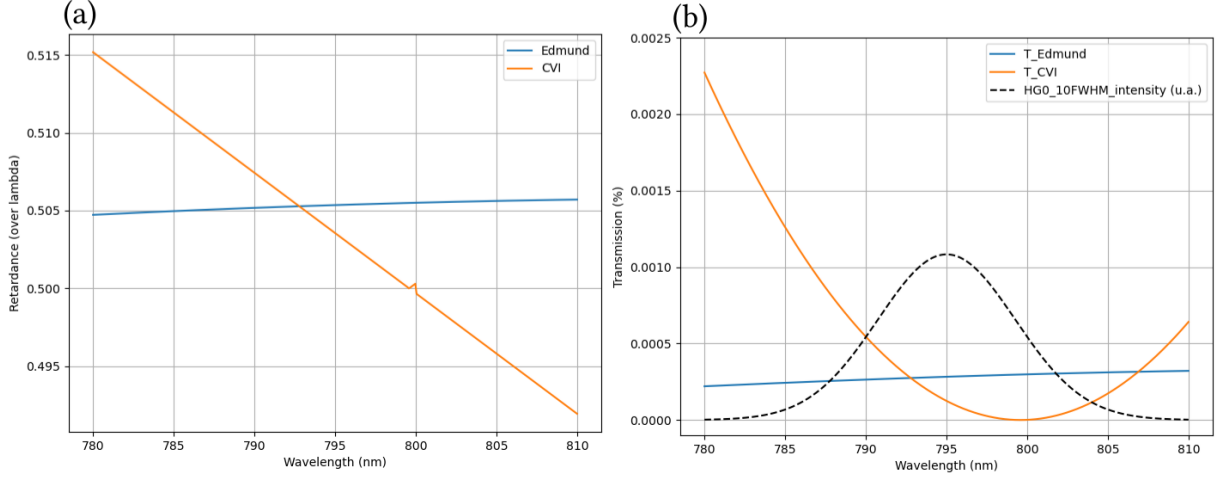 (a)
0.515
0.510
0.505
0.500
0.495
Retardance (over lambda)
780
785
790
795
800
805
810
Wavelength (nm)
Edmund
CVI
(b)
0.0025
0.0020
0.0015
0.0010
0.0005
0.0000
Transmission (%)
780
785
790
795
800
805
810
Wavelength (nm)
T_Edmund
T_CVI
HG0_10FWHM_intensity (u.a.)